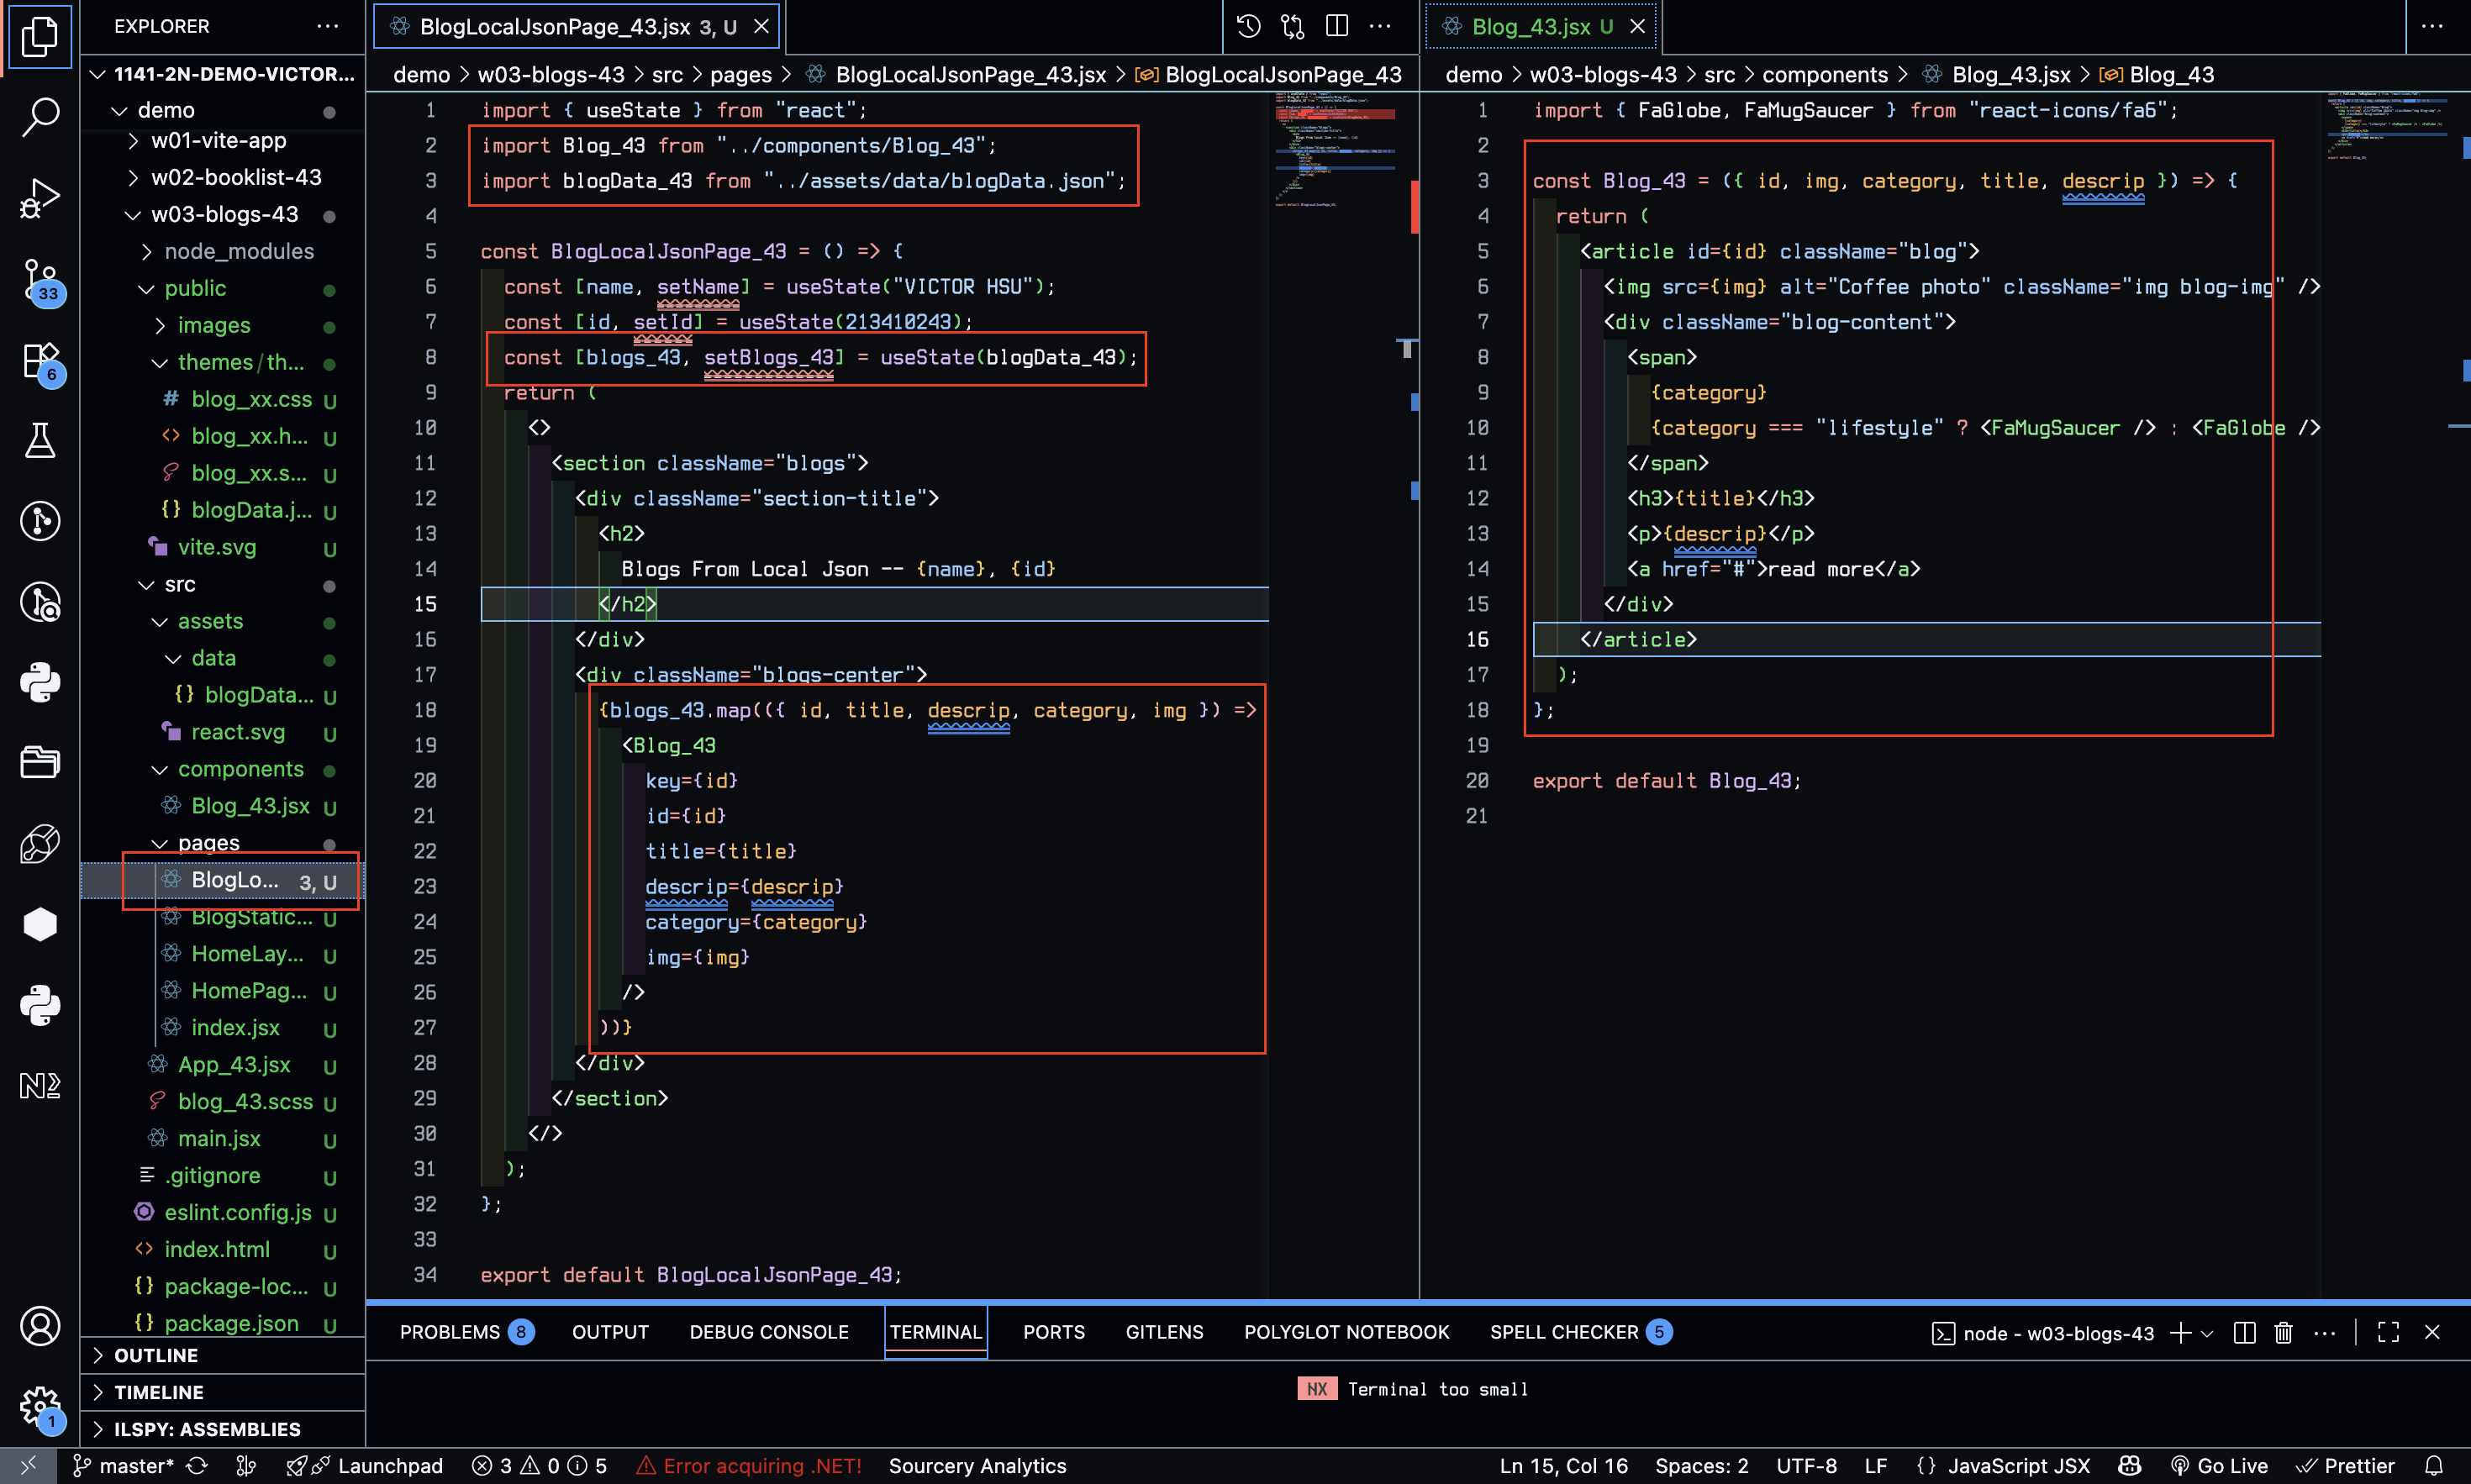 EXPLORER
1141-2N-DEMO-VICTOR...
demo
w01-vite-app
w02-booklist-43
w03-blogs-43
node_modules
public
images
themes/th...
blog_xx.css U
blog_xx.h... U
blog_xx.s... U
blogData.j... U
vite.svg U
src
assets
data
blogData... U
react.svg U
components
Blog_43.jsx U
pages
BlogLo... 3, U
BlogStatic... U
HomeLay... U
HomePag... U
index.jsx U
App_43.jsx U
blog_43.scss U
main.jsx U
.gitignore U
eslint.config.js U
index.html U
package-loc... U
package.json U
OUTLINE
TIMELINE
ILSPY: ASSEMBLIES
33
6
1
BlogLocalJsonPage_43.jsx 3, U
demo > w03-blogs-43 > src > pages > BlogLocalJsonPage_43.jsx > BlogLocalJsonPage_43
1 import { useState } from "react";
2 import Blog_43 from "../components/Blog_43";
3 import blogData_43 from "../assets/data/blogData.json";
4
5 const BlogLocalJsonPage_43 = () => {
6 const [name, setName] = useState("VICTOR HSU");
7 const [id, setId] = useState(213410243);
8 const [blogs_43, setBlogs_43] = useState(blogData_43);
9 return (
10 <>
11 <section className="blogs">
12 <div className="section-title">
13 <h2>
14 Blogs From Local Json -- {name}, {id}
15 </h2>
16 </div>
17 <div className="blogs-center">
18 {blogs_43.map(({ id, title, descrip, category, img }) =>
19 <Blog_43
20 key={id}
21 id={id}
22 title={title}
23 descrip={descrip}
24 category={category}
25 img={img}
26 />
27 ))}
28 </div>
29 </section>
30 </>
31 );
32 };
33
34 export default BlogLocalJsonPage_43;
Blog_43.jsx U
demo > w03-blogs-43 > src > components > Blog_43.jsx > Blog_43
1 import { FaGlobe, FaMugSaucer } from "react-icons/fa6";
2
3 const Blog_43 = ({ id, img, category, title, descrip }) => {
4 return (
5 <article id={id} className="blog">
6 <img src={img} alt="Coffee photo" className="img blog-img" />
7 <div className="blog-content">
8 <span>
9 {category}
10 {category === "lifestyle" ? <FaMugSaucer /> : <FaGlobe />
11 </span>
12 <h3>{title}</h3>
13 <p>{descrip}</p>
14 <a href="#">read more</a>
15 </div>
16 </article>
17 );
18 };
19
20 export default Blog_43;
21
PROBLEMS 8 OUTPUT DEBUG CONSOLE TERMINAL PORTS GITLENS POLYGLOT NOTEBOOK SPELL CHECKER 5 node - w03-blogs-43
NX Terminal too small
master* Launchpad 3 0 5 Error acquiring .NET! Sourcery Analytics Ln 15, Col 16 Spaces: 2 UTF-8 LF {} JavaScript JSX Go Live Prettier